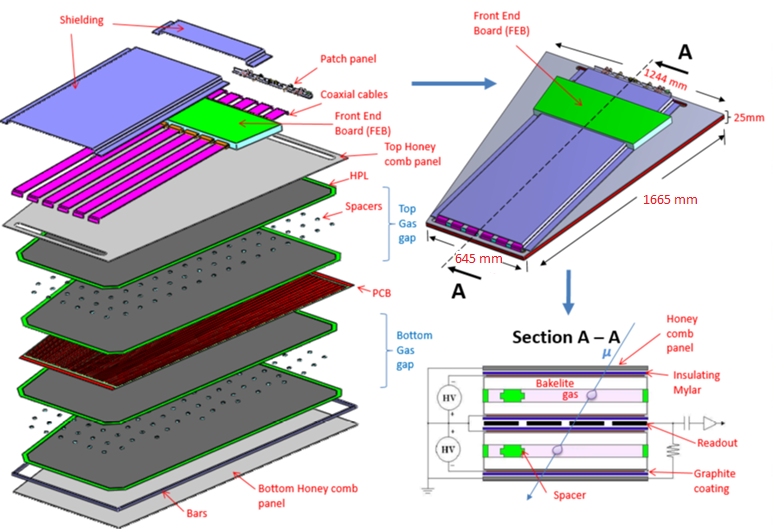 Shielding
Patch panel
Coaxial cables
Front End
Board (FEB)
Top Honey
comb panel
HPL
Spacers
Top
Gas
gap
PCB
Bottom
Gas
gap
Bottom Honey comb
panel
Bars
Front End
Board (FEB)
A
1244 mm
25mm
1665 mm
645 mm
A
Section A – A
μ
Honey
comb
panel
Insulating
Mylar
Bakelite
gas
HV
−
+
Readout
+
HV
−
Graphite
coating
Spacer